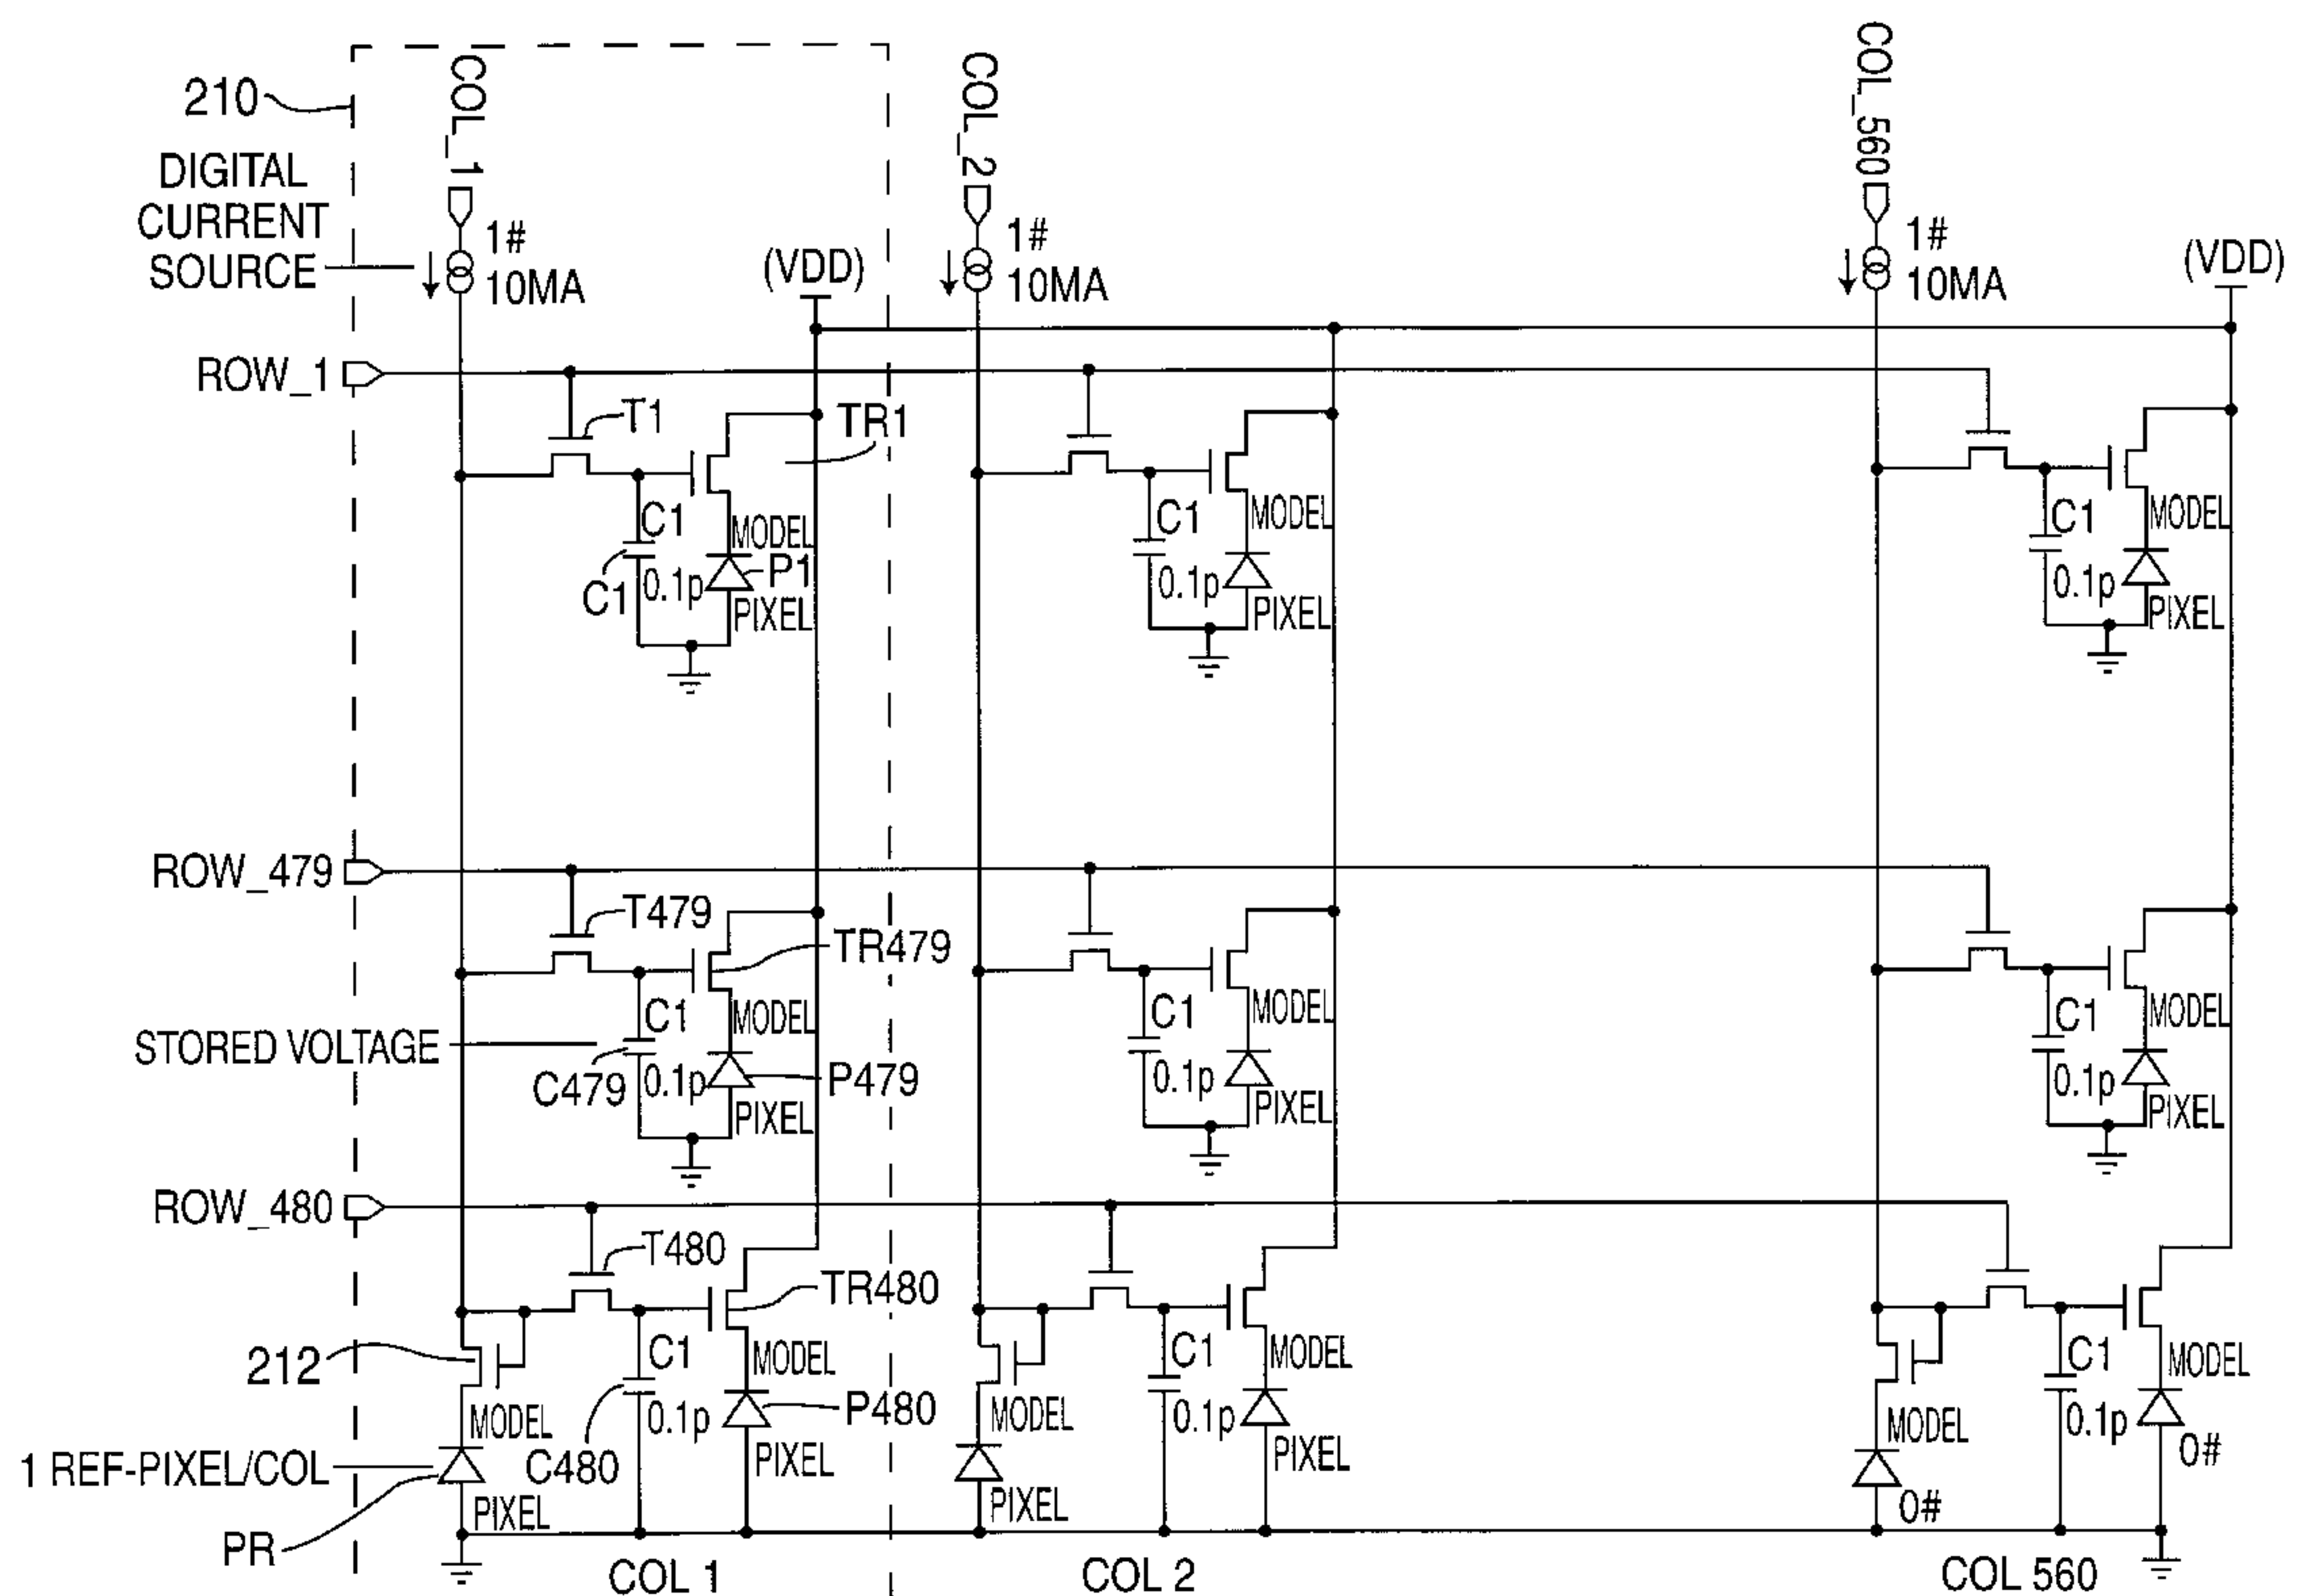 COL_1
COL_2
COL_560
210
DIGITAL
CURRENT
SOURCE
1#
10MA
1#
10MA
1#
10MA
(VDD)
(VDD)
ROW_1
T1
TR1
C1
MODEL
C1
0.1p
P1
PIXEL
C1
MODEL
0.1p
PIXEL
C1
MODEL
0.1p
PIXEL
ROW_479
T479
TR479
C1
MODEL
STORED VOLTAGE
C479
0.1p
P479
PIXEL
C1
MODEL
0.1p
PIXEL
C1
MODEL
0.1p
PIXEL
ROW_480
T480
TR480
212
C1
MODEL
MODEL
0.1p
P480
1 REF-PIXEL/COL
C480
PIXEL
PIXEL
PR
C1
MODEL
MODEL
0.1p
PIXEL
PIXEL
C1
MODEL
MODEL
0.1p
0#
0#
COL 1
COL 2
COL 560